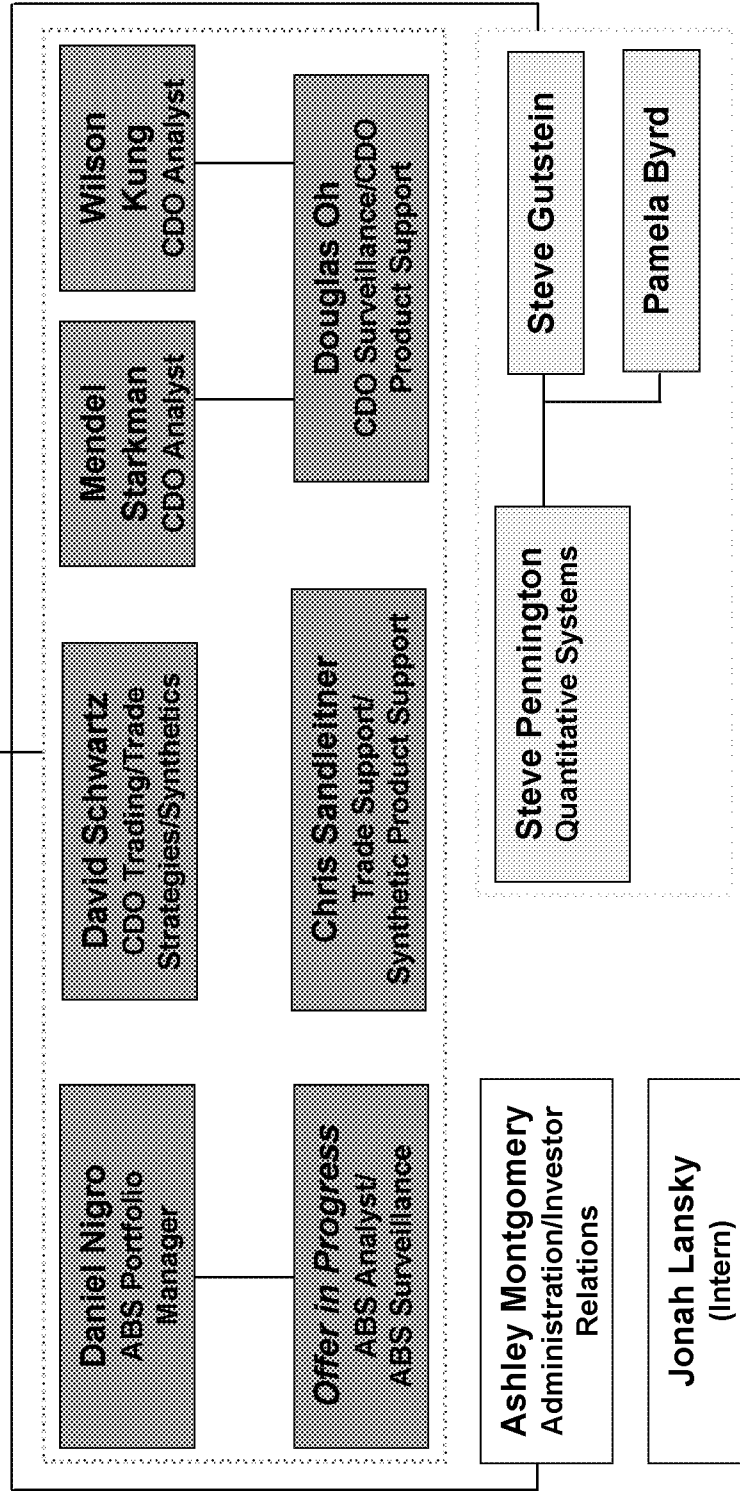 Daniel Nigro
ABS Portfolio
Manager
David Schwartz
CDO Trading/Trade
Strategies/Synthetics
Mendel
Starkman
CDO Analyst
Wilson
Kung
CDO Analyst
Offer in Progress
ABS Analyst/
ABS Surveillance
Chris Sandleitner
Trade Support/
Synthetic Product Support
Douglas Oh
CDO Surveillance/CDO
Product Support
Ashley Montgomery
Administration/Investor
Relations
Steve Pennington
Quantitative Systems
Steve Gutstein
Pamela Byrd
Jonah Lansky
(Intern)